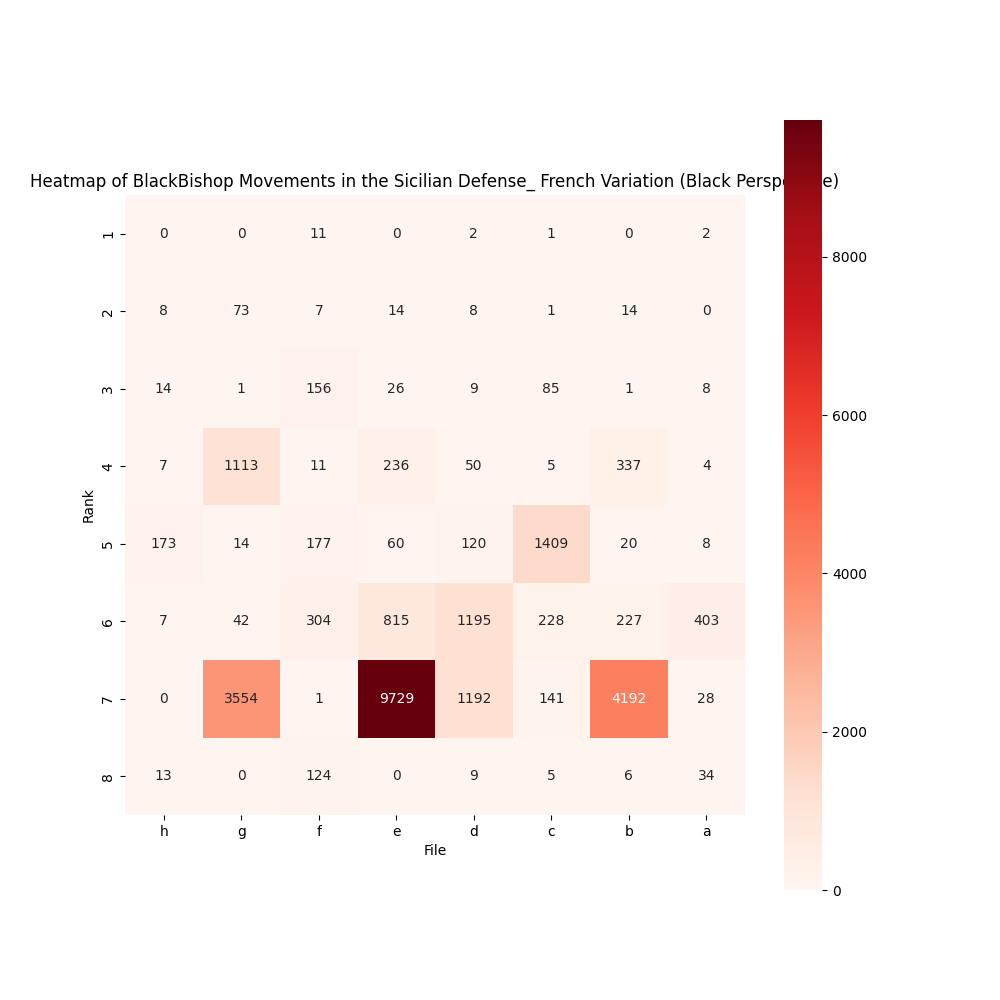 Heatmap of BlackBishop Movements in the Sicilian Defense_ French Variation (Black Perspe e)
1 0 0 11 0 2 1 0 2
8000
2 8 73 7 14 8 1 14 0
3 14 1 156 26 9 85 1 8
6000
4 7 1113 11 236 50 5 337 4
Rank
5 173 14 177 60 120 1409 20 8
4000
6 7 42 304 815 1195 228 227 403
7 0 3554 1 9729 1192 141 4192 28
2000
8 13 0 124 0 9 5 6 34
h g f e d c b a
File
0